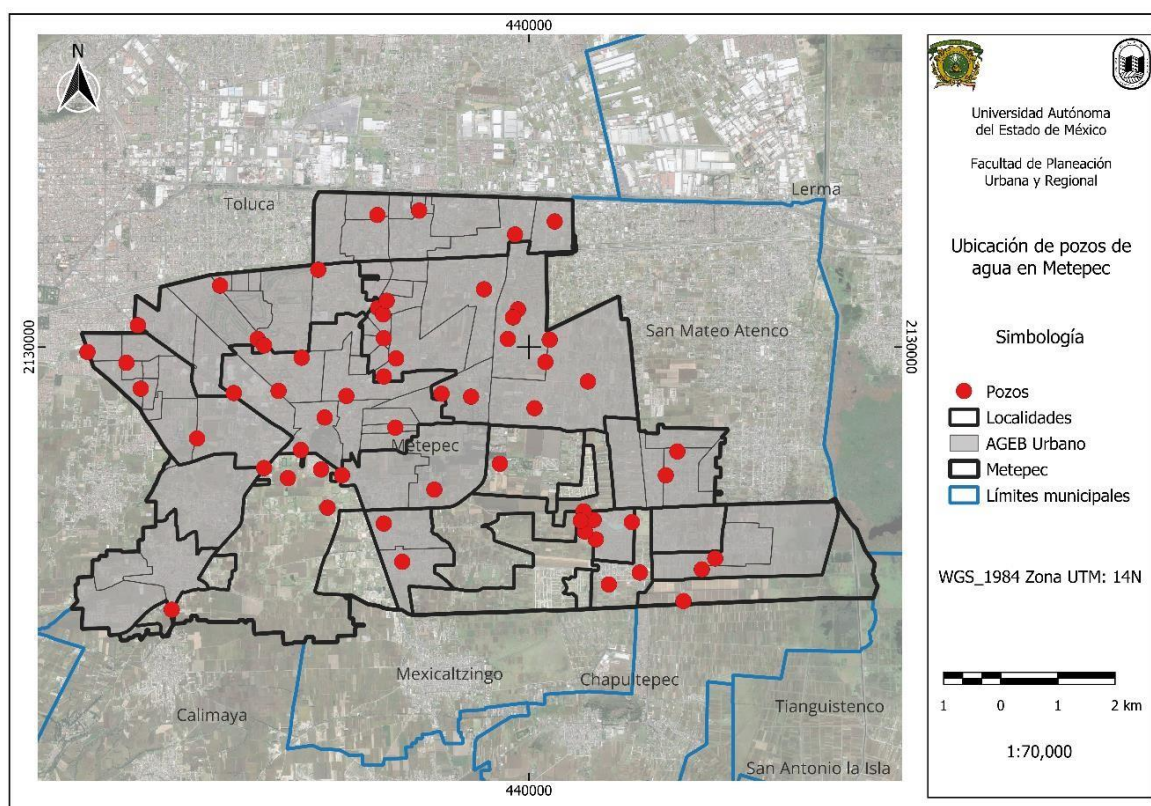 440000
N
Toluca
Lerma
2130000
2130000
San Mateo Atenco
Metepec
Mexicaltzingo
Chapultepec
Calimaya
Tianguistenco
San Antonio la Isla
440000
Universidad Autónoma
del Estado de México
Facultad de Planeación
Urbana y Regional
Ubicación de pozos de
agua en Metepec
Simbología
Pozos
Localidades
AGEB Urbano
Metepec
Límites municipales
WGS_1984 Zona UTM: 14N
1 0 1 2 km
1:70,000